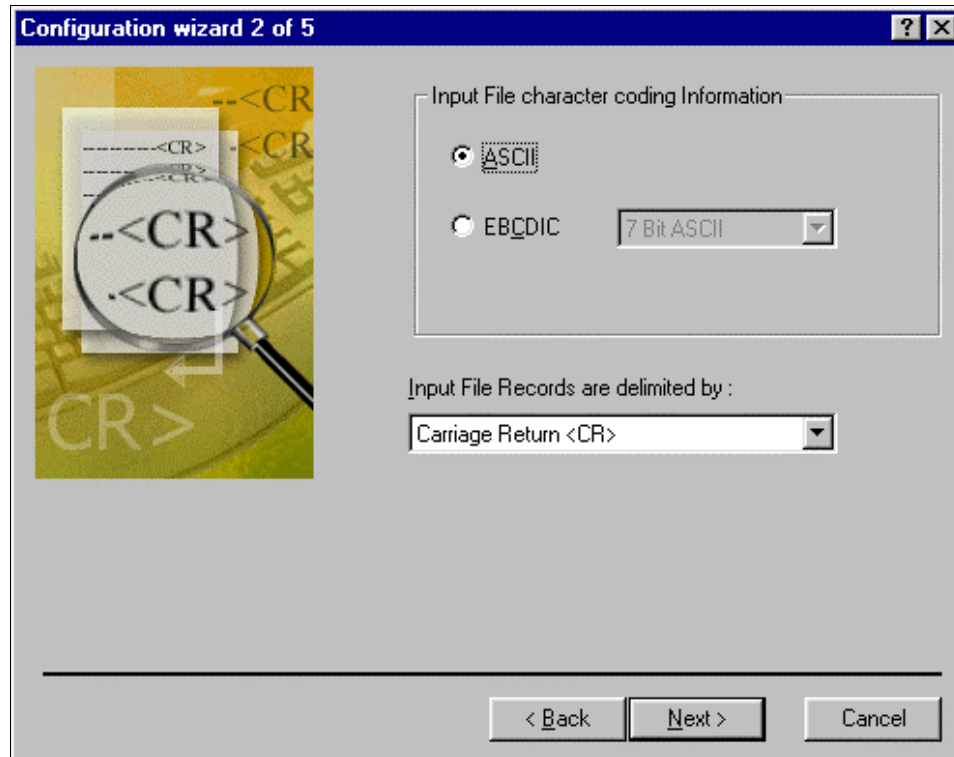 Configuration wizard 2 of 5
--<CR
-<CR
------------<CR>
<CR>
--<CR>
.<CR>
CR>
Input File character coding Information
ASCII
EBCDIC
7 Bit ASCII
Input File Records are delimited by :
Carriage Return <CR>
< Back
Next >
Cancel